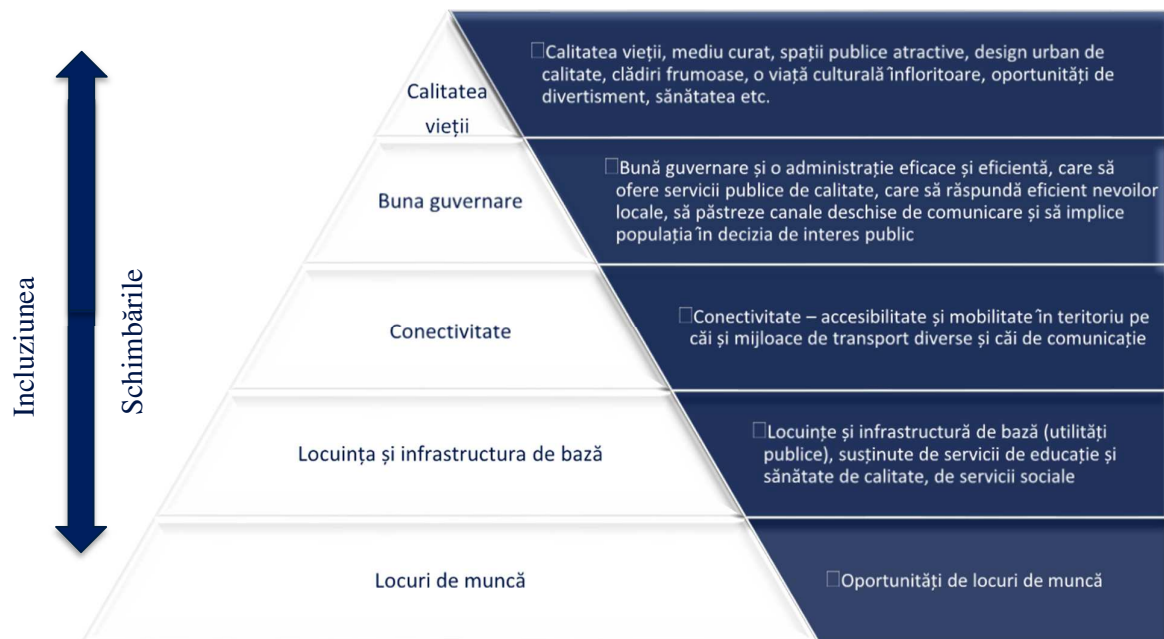 Incluziunea
Schimbările
Calitatea
vieții
Calitatea vieții, mediu curat, spații publice atractive, design urban de
calitate, clădiri frumoase, o viață culturală înfloritoare, oportunități de
divertisment, sănătatea etc.
Buna guvernare
Bună guvernare și o administrație eficace și eficientă, care să
ofere servicii publice de calitate, care să răspundă eficient nevoilor
locale, să păstreze canale deschise de comunicare și să implice
populația în decizia de interes public
Conectivitate
Conectivitate – accesibilitate și mobilitate în teritoriu pe
căi și mijloace de transport diverse și căi de comunicație
Locuința și infrastructura de bază
Locuințe și infrastructură de bază (utilități
publice), susținute de servicii de educație și
sănătate de calitate, de servicii sociale
Locuri de muncă
Oportunități de locuri de muncă